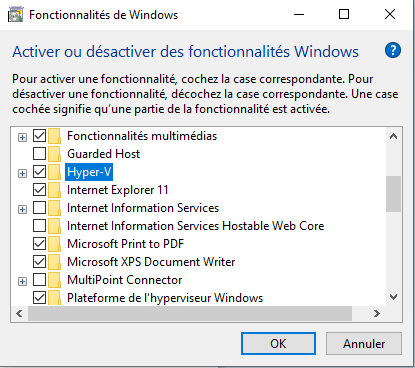 Fonctionnalités de Windows
Activer ou désactiver des fonctionnalités Windows
Pour activer une fonctionnalité, cochez la case correspondante. Pour
désactiver une fonctionnalité, décochez la case correspondante. Une case
cochée signifie qu'une partie de la fonctionnalité est activée.
Fonctionnalités multimédias
Guarded Host
Hyper-V
Internet Explorer 11
Internet Information Services
Internet Information Services Hostable Web Core
Microsoft Print to PDF
Microsoft XPS Document Writer
MultiPoint Connector
Plateforme de l'hyperviseur Windows
OK
Annuler